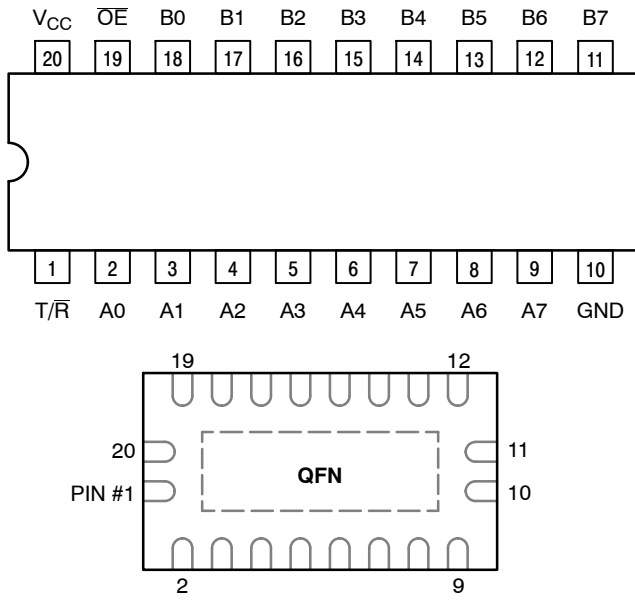 VCC O̅E̅ B0 B1 B2 B3 B4 B5 B6 B7
20 19 18 17 16 15 14 13 12 11
1 2 3 4 5 6 7 8 9 10
T/R̅ A0 A1 A2 A3 A4 A5 A6 A7 GND
19 12
20 11
QFN
PIN #1 10
2 9